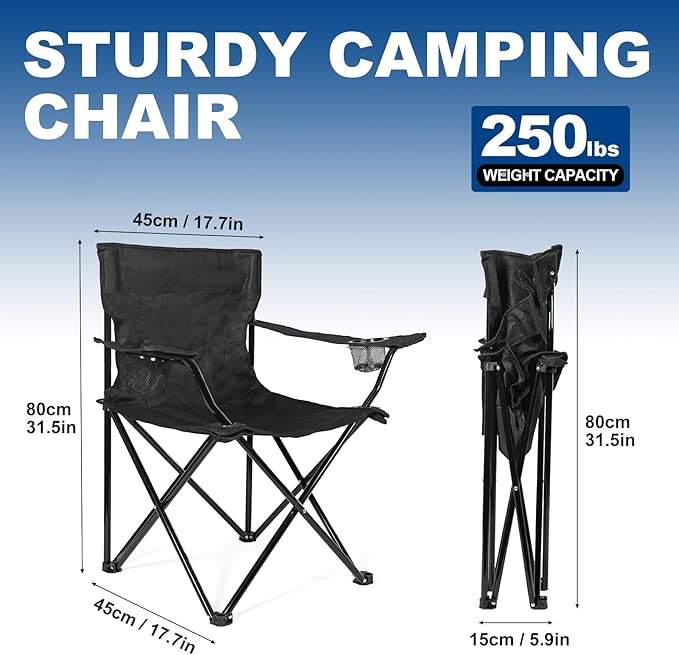 STURDY CAMPING
CHAIR
250lbs
WEIGHT CAPACITY
45cm / 17.7in
80cm
31.5in
45cm / 17.7in
80cm
31.5in
15cm / 5.9in